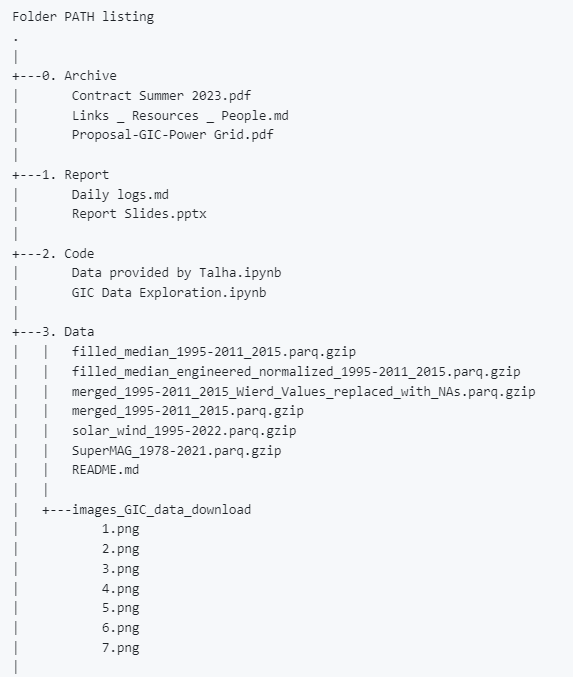 Folder PATH listing
.
|
+---0. Archive
|       Contract Summer 2023.pdf
|       Links _ Resources _ People.md
|       Proposal-GIC-Power Grid.pdf
|
+---1. Report
|       Daily logs.md
|       Report Slides.pptx
|
+---2. Code
|       Data provided by Talha.ipynb
|       GIC Data Exploration.ipynb
|
+---3. Data
|   |   filled_median_1995-2011_2015.parq.gzip
|   |   filled_median_engineered_normalized_1995-2011_2015.parq.gzip
|   |   merged_1995-2011_2015_Wierd_Values_replaced_with_NAs.parq.gzip
|   |   merged_1995-2011_2015.parq.gzip
|   |   solar_wind_1995-2022.parq.gzip
|   |   SuperMAG_1978-2021.parq.gzip
|   |   README.md
|   |
|   +---images_GIC_data_download
|           1.png
|           2.png
|           3.png
|           4.png
|           5.png
|           6.png
|           7.png
|